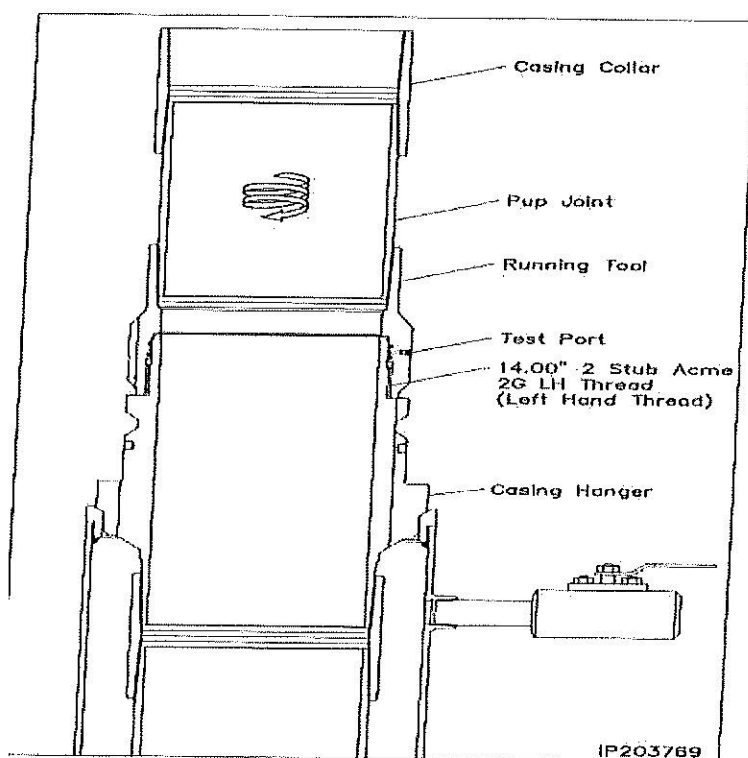 Casing Collar
Pup Joint
Running Tool
Test Port
14.00" 2 Stub Acme
2G LH Thread
(Left Hand Thread)
Casing Hanger
IP203769